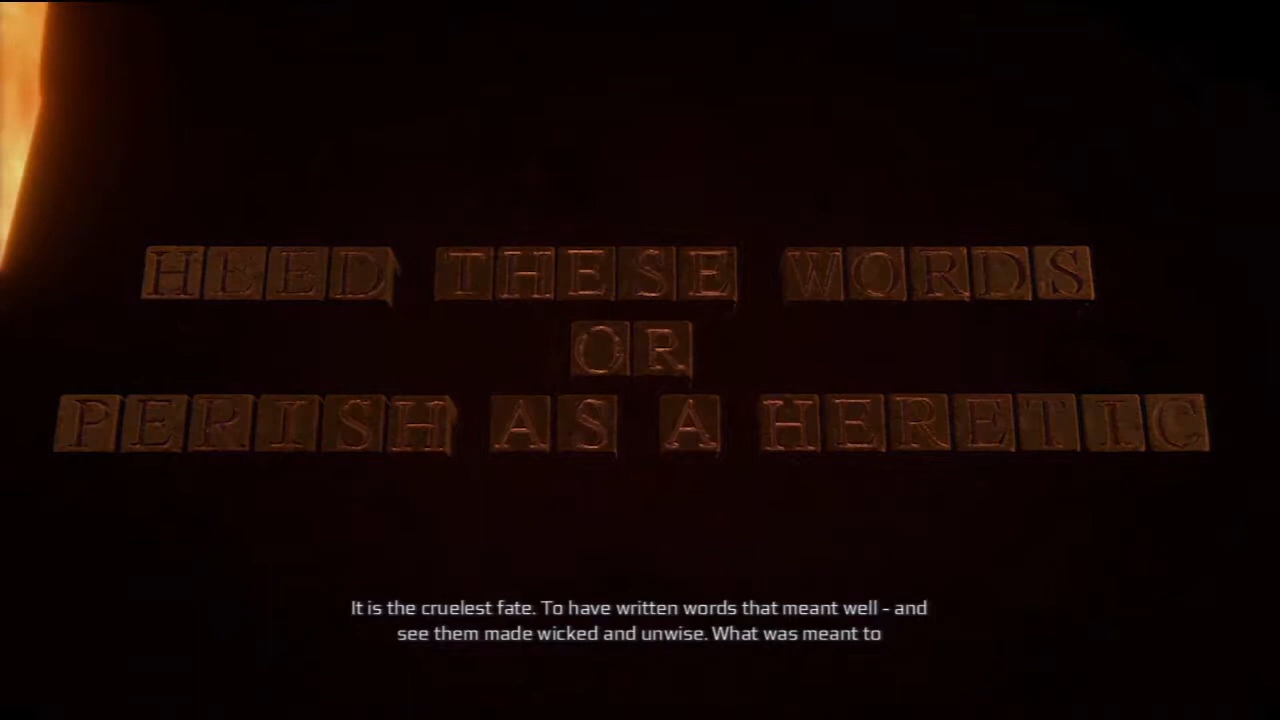 HEED THESE WORDS
OR
PERISH AS A HERETIC
It is the cruelest fate. To have written words that meant well - and
see them made wicked and unwise. What was meant to